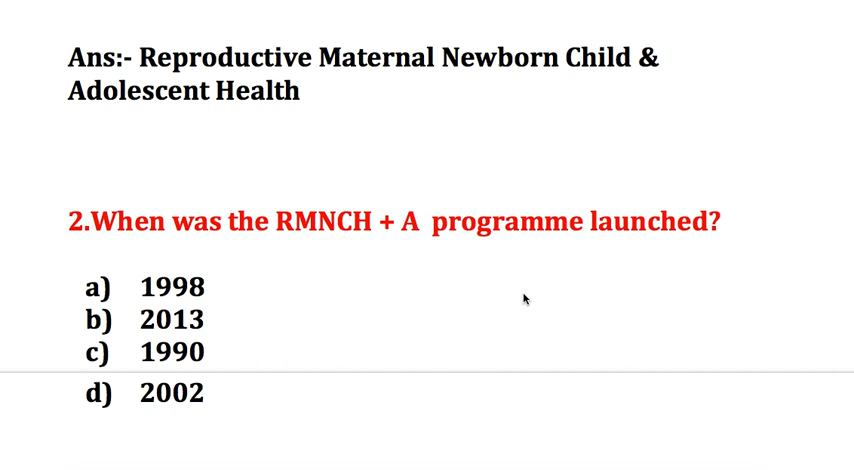 Ans:- Reproductive Maternal Newborn Child &
Adolescent Health
2.When was the RMNCH + A programme launched?
a) 1998
b) 2013
c) 1990
d) 2002